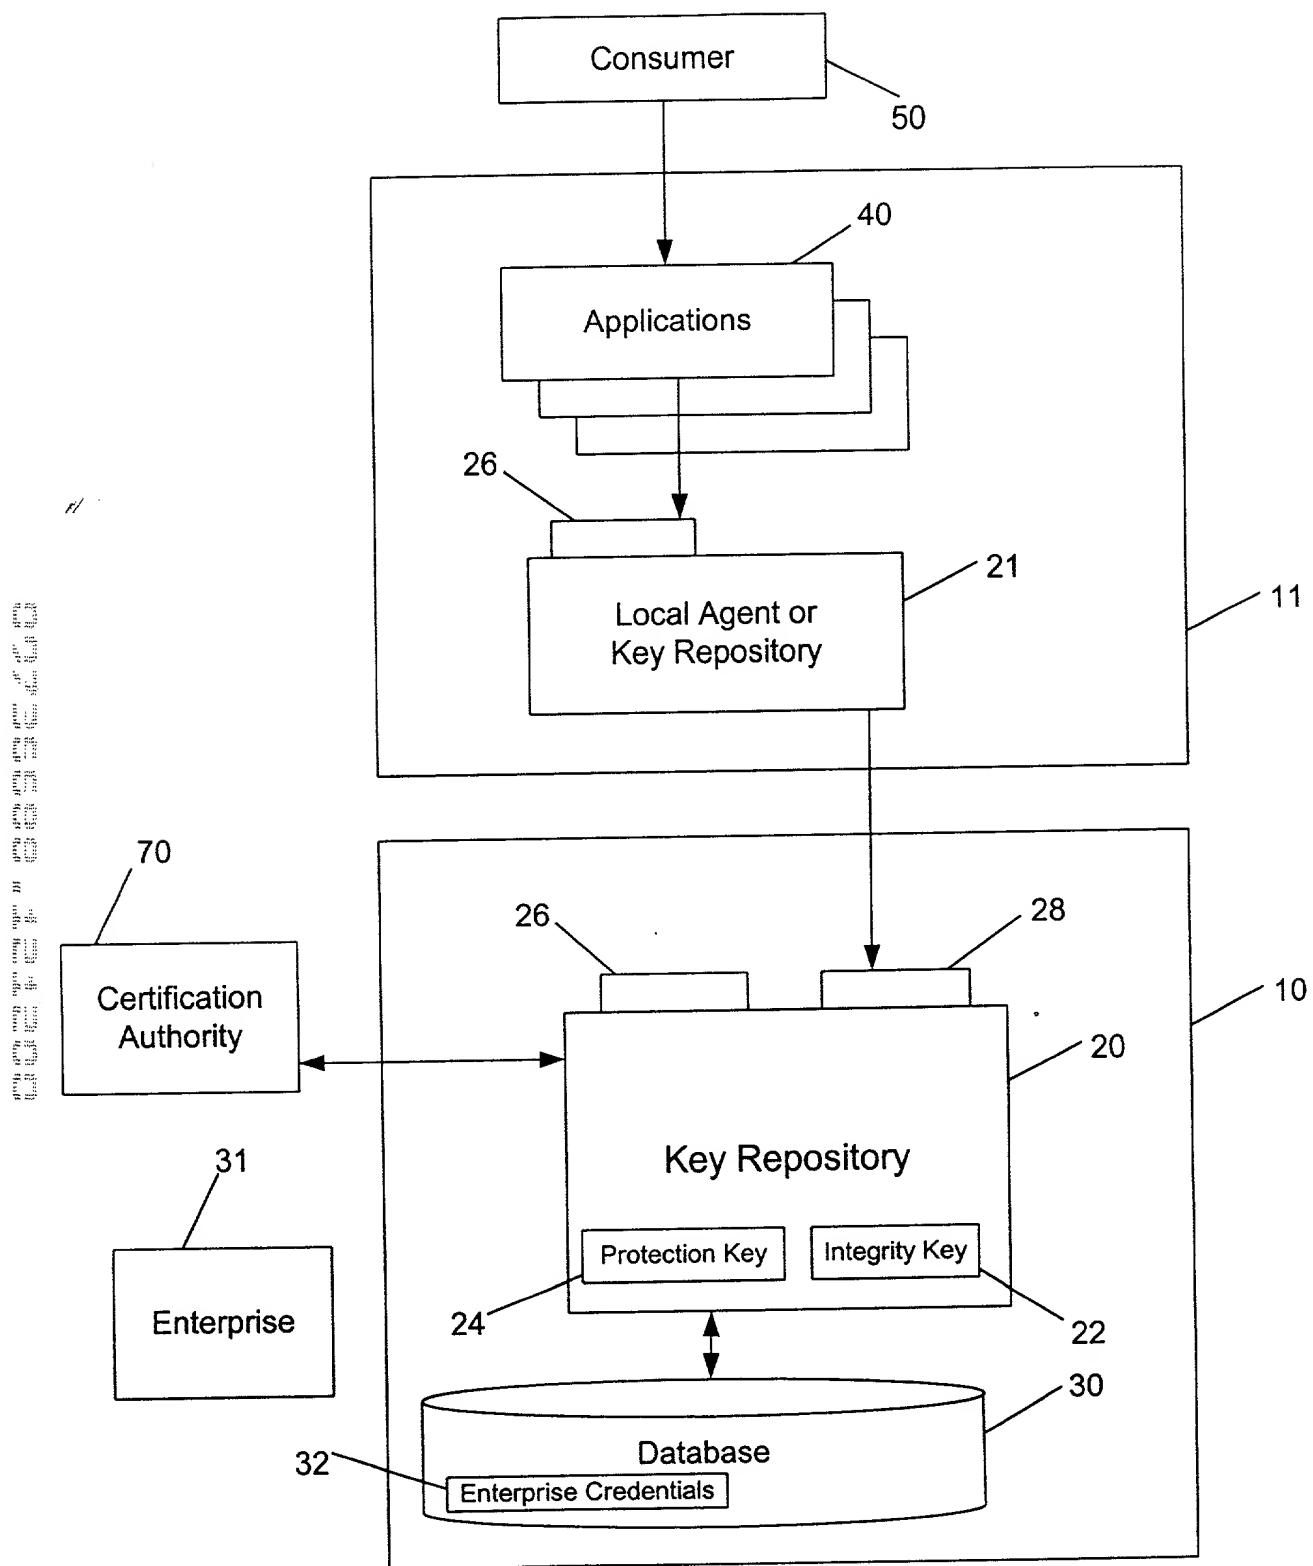 Consumer
50
40
Applications
26
21
Local Agent or
Key Repository
11
70
26
28
Certification
Authority
10
20
Key Repository
31
Protection Key
Integrity Key
Enterprise
24
22
30
Database
32
Enterprise Credentials